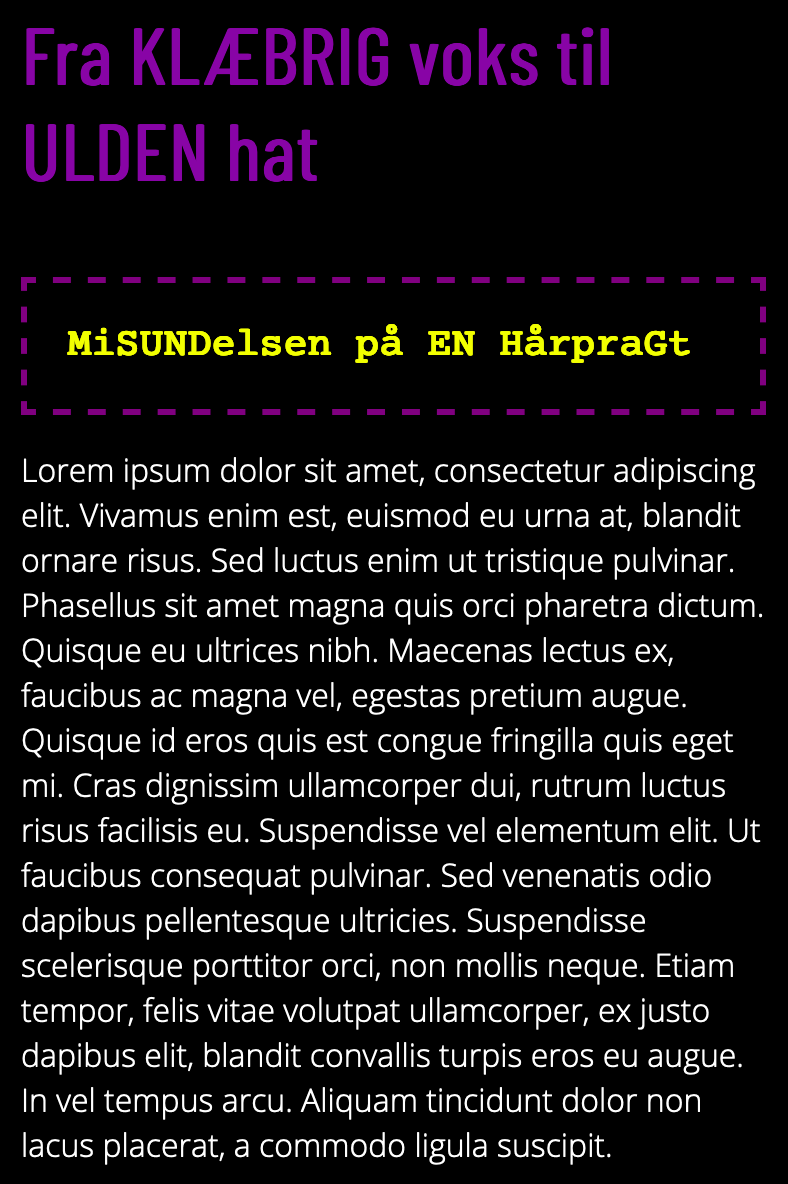 Fra KLÆBRIG voks til
ULDEN hat
MiSUNDelsen på EN HårpraGt
Lorem ipsum dolor sit amet, consectetur adipiscing
elit. Vivamus enim est, euismod eu urna at, blandit
ornare risus. Sed luctus enim ut tristique pulvinar.
Phasellus sit amet magna quis orci pharetra dictum.
Quisque eu ultrices nibh. Maecenas lectus ex,
faucibus ac magna vel, egestas pretium augue.
Quisque id eros quis est congue fringilla quis eget
mi. Cras dignissim ullamcorper dui, rutrum luctus
risus facilisis eu. Suspendisse vel elementum elit. Ut
faucibus consequat pulvinar. Sed venenatis odio
dapibus pellentesque ultricies. Suspendisse
scelerisque porttitor orci, non mollis neque. Etiam
tempor, felis vitae volutpat ullamcorper, ex justo
dapibus elit, blandit convallis turpis eros eu augue.
In vel tempus arcu. Aliquam tincidunt dolor non
lacus placerat, a commodo ligula suscipit.